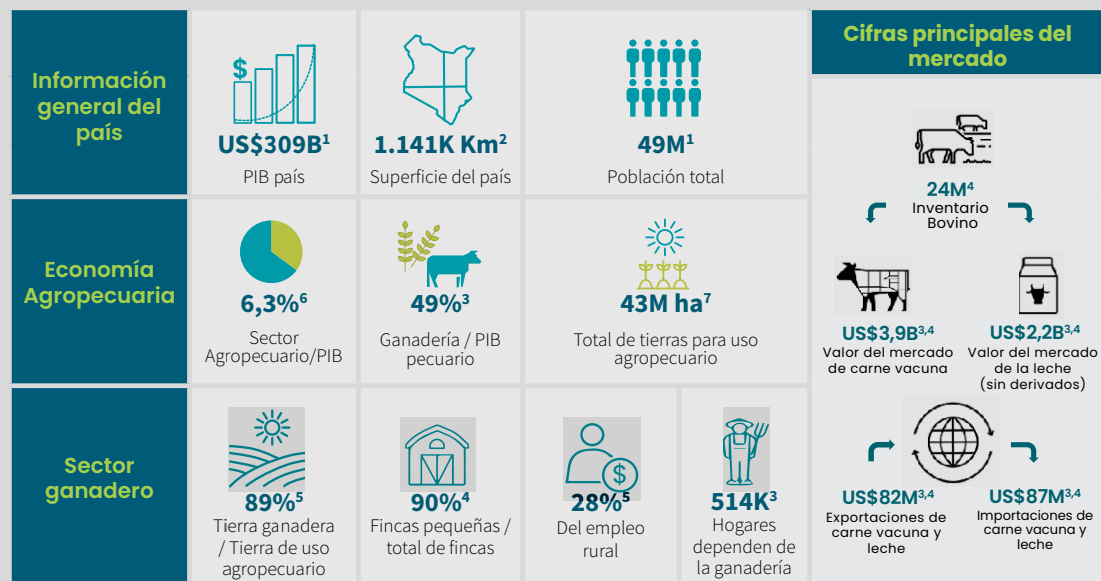 Información
general del
país
$
US$309B¹
PIB país
1.141K Km²
Superficie del país
49M¹
Población total
Economía
Agropecuaria
6,3%⁶
Sector
Agropecuario/PIB
49%³
Ganadería / PIB
pecuario
43M ha⁷
Total de tierras para uso
agropecuario
Sector
ganadero
89%⁵
Tierra ganadera
/ Tierra de uso
agropecuario
90%⁴
Fincas pequeñas /
total de fincas
$
28%⁵
Del empleo
rural
514K³
Hogares
dependen de
la ganadería
Cifras principales del
mercado
24M⁴
Inventario
Bovino
US$3,9B³,⁴
Valor del mercado
de carne vacuna
US$2,2B³,⁴
Valor del mercado
de la leche
(sin derivados)
US$82M³,⁴
Exportaciones de
carne vacuna y
leche
US$87M³,⁴
Importaciones de
carne vacuna y
leche